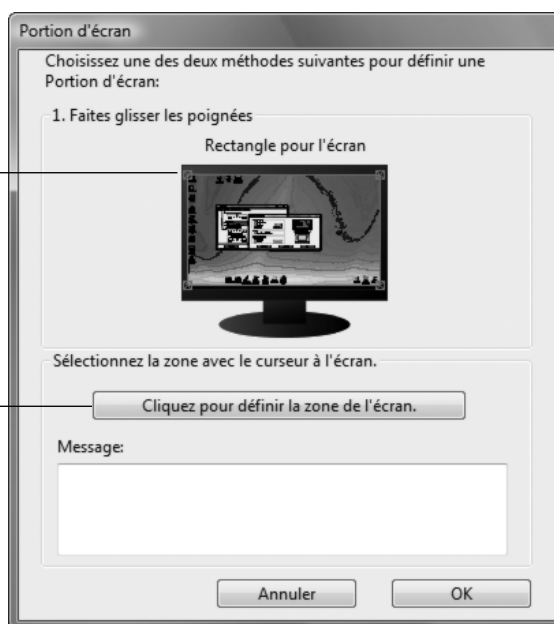 Portion d'écran
Choisissez une des deux méthodes suivantes pour définir une
Portion d'écran:
1. Faites glisser les poignées
Rectangle pour l'écran
Sélectionnez la zone avec le curseur à l'écran.
Cliquez pour définir la zone de l'écran.
Message:
Annuler
OK